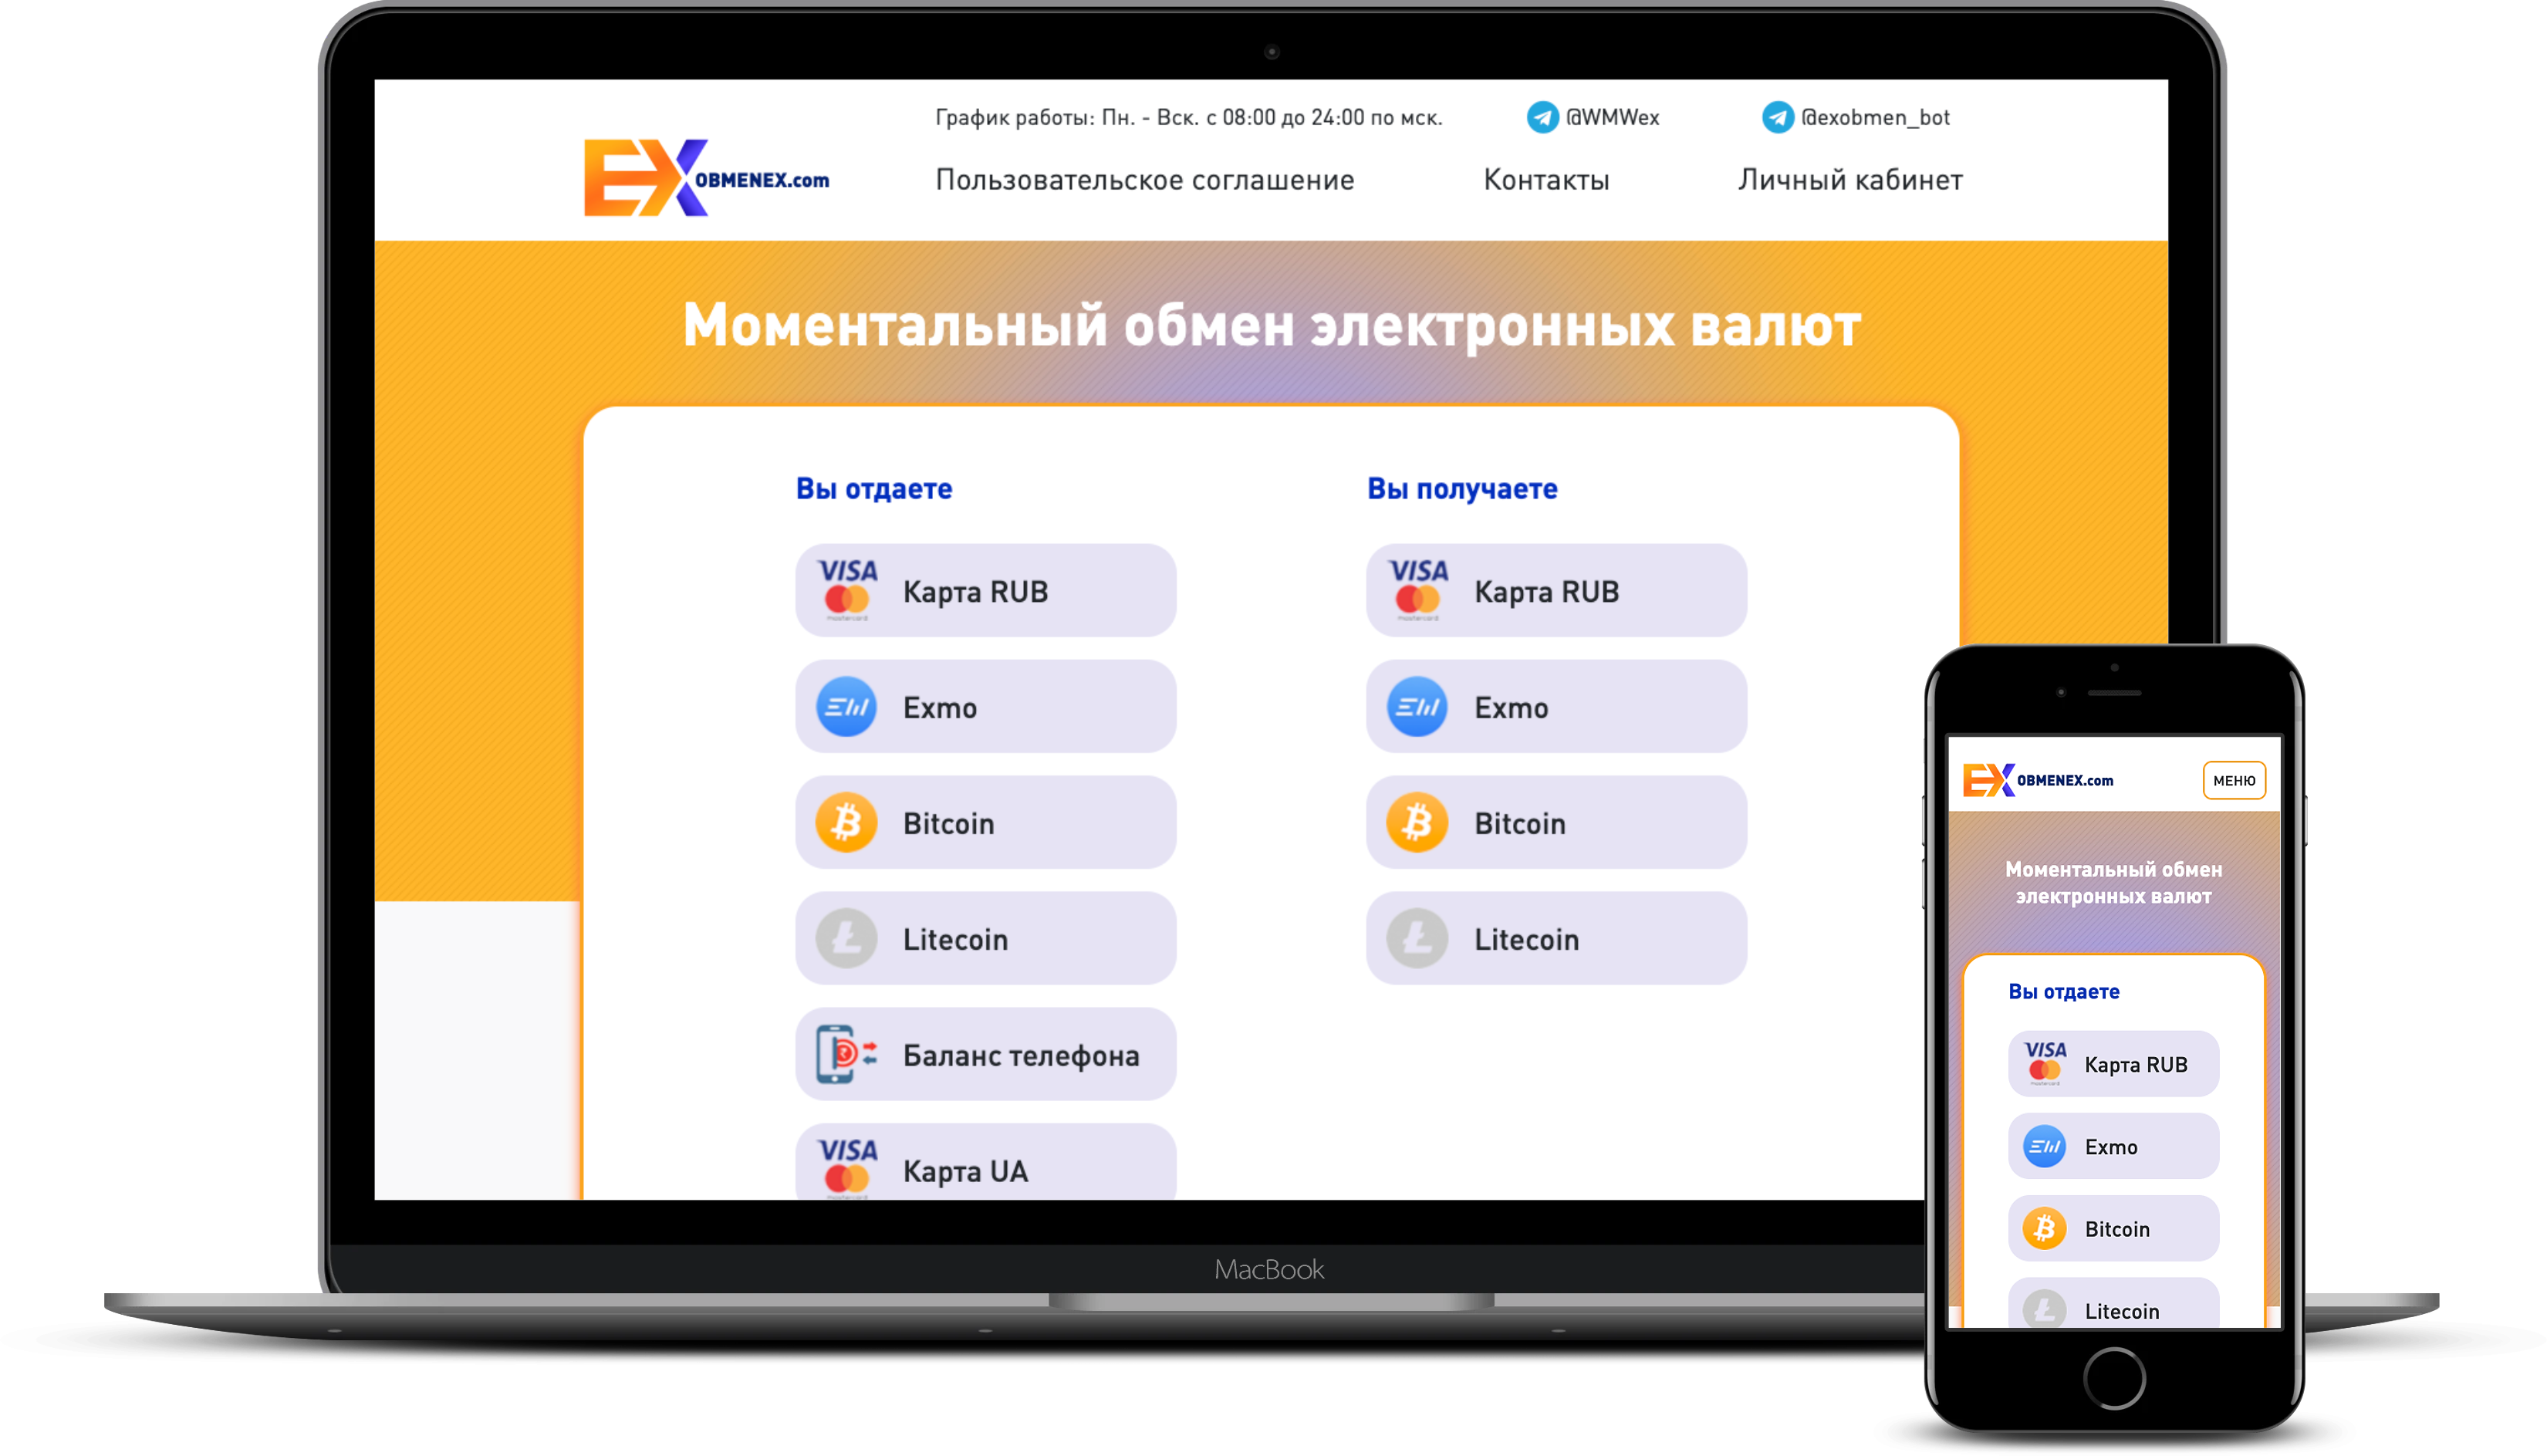 График работы: Пн. - Вск. с 08:00 до 24:00 по мск.
@WMWex
@exobmen_bot
EX OBMENEX.com
Пользовательское соглашение
Контакты
Личный кабинет
Моментальный обмен электронных валют
Вы отдаете
VISA
mastercard
Карта RUB
Exmo
Bitcoin
Litecoin
Баланс телефона
VISA
Карта UA
Вы получаете
VISA
mastercard
Карта RUB
Exmo
Bitcoin
Litecoin
MacBook
EX OBMENEX.com
МЕНЮ
Моментальный обмен
электронных валют
Вы отдаете
VISA
mastercard
Карта RUB
Exmo
Bitcoin
Litecoin